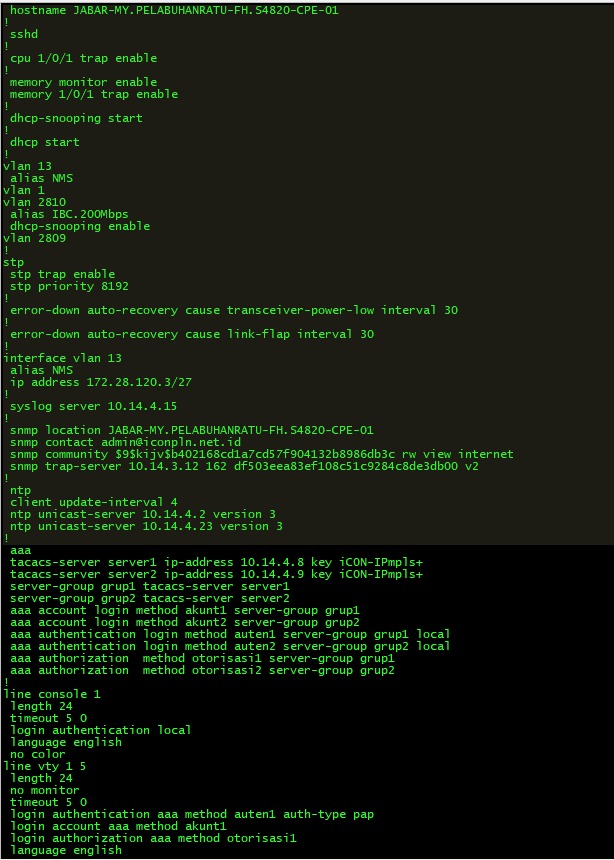 hostname JABAR-MY.PELABUHANRATU-FH.S4820-CPE-01
!
sshd
!
cpu 1/0/1 trap enable
!
memory monitor enable
memory 1/0/1 trap enable
!
dhcp-snooping start
!
dhcp start
!
vlan 13
alias NMS
vlan 1
vlan 2810
alias IBC.200Mbps
dhcp-snooping enable
vlan 2809
!
stp
stp trap enable
stp priority 8192
!
error-down auto-recovery cause transceiver-power-low interval 30
!
error-down auto-recovery cause link-flap interval 30
!
interface vlan 13
alias NMS
ip address 172.28.120.3/27
!
syslog server 10.14.4.15
!
snmp location JABAR-MY.PELABUHANRATU-FH.S4820-CPE-01
snmp contact admin@iconpln.net.id
snmp community $9$kijv$b402168cd1a7cd57f904132b8986db3c rw view internet
snmp trap-server 10.14.3.12 162 df503eea83ef108c51c9284c8de3db00 v2
!
ntp
client update-interval 4
ntp unicast-server 10.14.4.2 version 3
ntp unicast-server 10.14.4.23 version 3
!
aaa
tacacs-server server1 ip-address 10.14.4.8 key iCON-IPmpls+
tacacs-server server2 ip-address 10.14.4.9 key iCON-IPmpls+
server-group grup1 tacacs-server server1
server-group grup2 tacacs-server server2
aaa account login method akunt1 server-group grup1
aaa account login method akunt2 server-group grup2
aaa authentication login method auten1 server-group grup1 local
aaa authentication login method auten2 server-group grup2 local
aaa authorization  method otorisasi1 server-group grup1
aaa authorization  method otorisasi2 server-group grup2
!
line console 1
length 24
timeout 5 0
login authentication local
language english
no color
line vty 1 5
length 24
no monitor
timeout 5 0
login authentication aaa method auten1 auth-type pap
login account aaa method akunt1
login authorization aaa method otorisasi1
language english